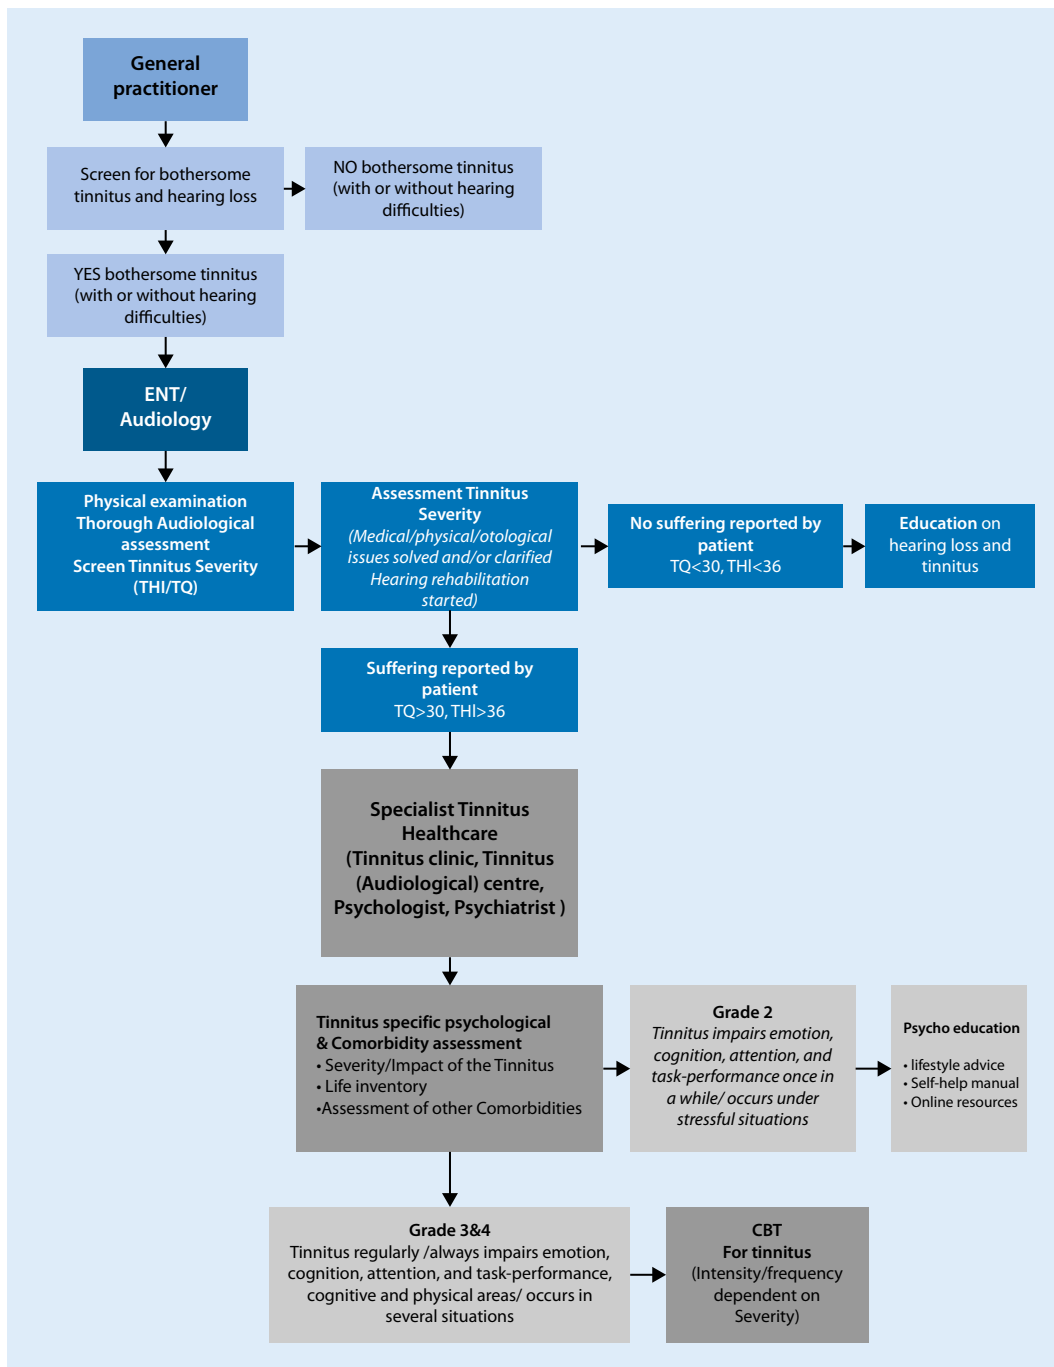 General
practitioner
Screen for bothersome
tinnitus and hearing loss
NO bothersome tinnitus
(with or without hearing
difficulties)
YES bothersome tinnitus
(with or without hearing
difficulties)
ENT/
Audiology
Physical examination
Thorough Audiological
assessment
Screen Tinnitus Severity
(THI/TQ)
Assessment Tinnitus
Severity
(Medical/physical/otological
issues solved and/or clarified
Hearing rehabilitation
started)
No suffering reported by
patient
TQ<30, THI<36
Education on
hearing loss and
tinnitus
Suffering reported by
patient
TQ>30, THI>36
Specialist Tinnitus
Healthcare
(Tinnitus clinic, Tinnitus
(Audiological) centre,
Psychologist, Psychiatrist )
Tinnitus specific psychological
& Comorbidity assessment
• Severity/Impact of the Tinnitus
• Life inventory
•Assessment of other Comorbidities
Grade 2
Tinnitus impairs emotion,
cognition, attention, and
task-performance once in
a while/ occurs under
stressful situations
Psycho education
• lifestyle advice
• Self-help manual
• Online resources
Grade 3&4
Tinnitus regularly /always impairs emotion,
cognition, attention, and task-performance,
cognitive and physical areas/ occurs in
several situations
CBT
For tinnitus
(Intensity/frequency
dependent on
Severity)